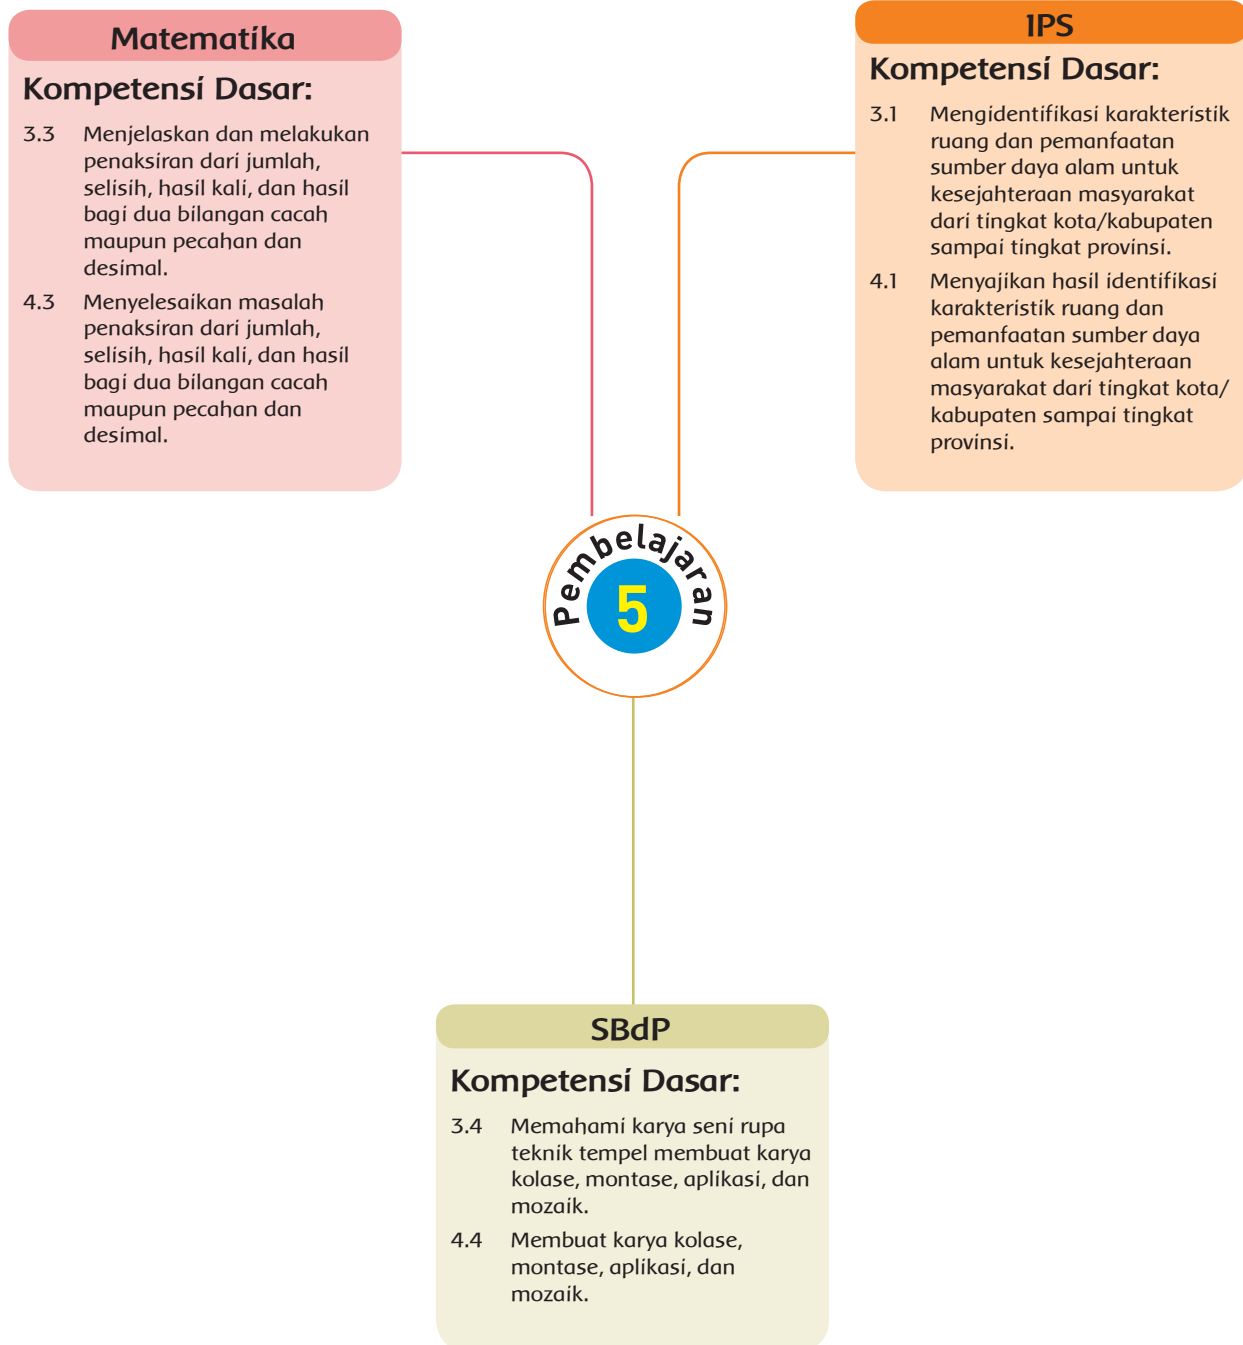 Matematika
Kompetensi Dasar:
3.3 Menjelaskan dan melakukan
penaksiran dari jumlah,
selisih, hasil kali, dan hasil
bagi dua bilangan cacah
maupun pecahan dan
desimal.
4.3 Menyelesaikan masalah
penaksiran dari jumlah,
selisih, hasil kali, dan hasil
bagi dua bilangan cacah
maupun pecahan dan
desimal.
IPS
Kompetensi Dasar:
3.1 Mengidentifikasi karakteristik
ruang dan pemanfaatan
sumber daya alam untuk
kesejahteraan masyarakat
dari tingkat kota/kabupaten
sampai tingkat provinsi.
4.1 Menyajikan hasil identifikasi
karakteristik ruang dan
pemanfaatan sumber daya
alam untuk kesejahteraan
masyarakat dari tingkat kota/
kabupaten sampai tingkat
provinsi.
Pembelajaran
5
SBdP
Kompetensi Dasar:
3.4 Memahami karya seni rupa
teknik tempel membuat karya
kolase, montase, aplikasi, dan
mozaik.
4.4 Membuat karya kolase,
montase, aplikasi, dan
mozaik.